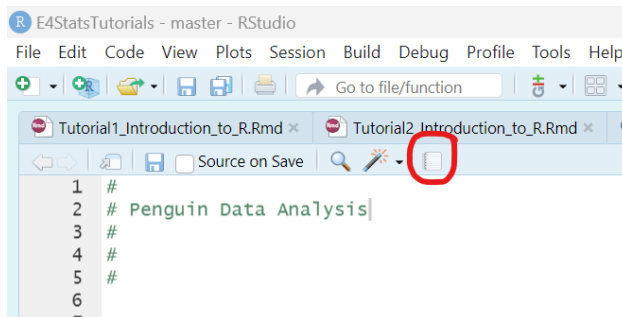 R E4StatsTutorials - master - RStudio
File Edit Code View Plots Session Build Debug Profile Tools Help
Go to file/function
Tutorial1_Introduction_to_R.Rmd × Tutorial2_Introduction_to_R.Rmd ×
Source on Save
1 #
2 # Penguin Data Analysis
3 #
4 #
5 #
6